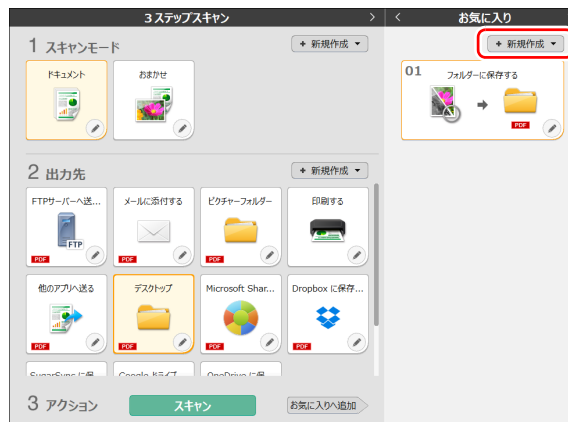 3ステップスキャン
お気に入り
1 スキャンモード
+ 新規作成
+ 新規作成
ドキュメント
おまかせ
01 フォルダーに保存する
PDF
2 出力先
+ 新規作成
FTPサーバーへ送...
メールに添付する
ピクチャーフォルダー
印刷する
FTP
PDF
PDF
PDF
PDF
他のアプリへ送る
デスクトップ
Microsoft Shar...
Dropbox に保存...
PDF
PDF
PDF
PDF
3 アクション
スキャン
お気に入りへ追加